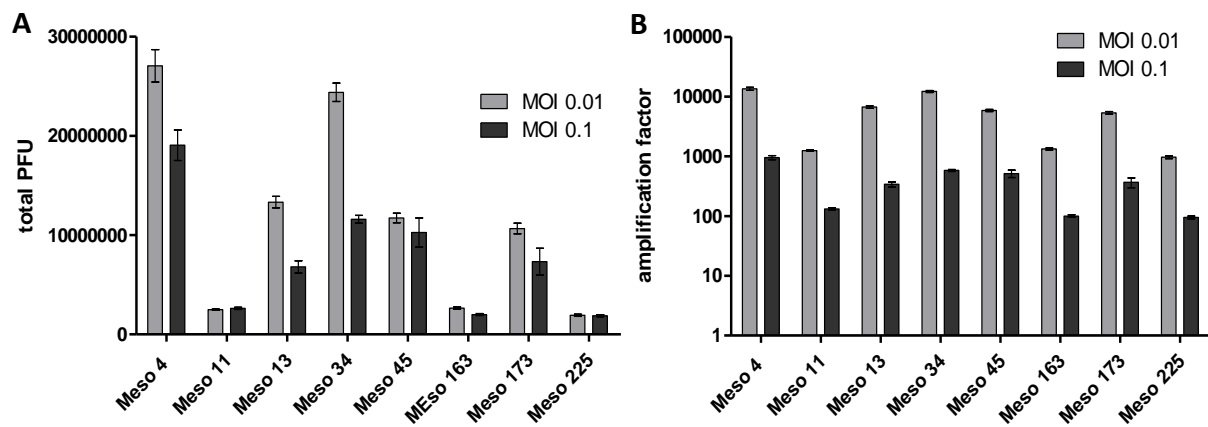 A
total PFU
30000000
20000000
10000000
0
MOI 0.01
MOI 0.1
Meso 4
Meso 11
Meso 13
Meso 34
Meso 45
MEso 163
Meso 173
Meso 225
B
amplification factor
100000
10000
1000
100
10
1
MOI 0.01
MOI 0.1
Meso 4
Meso 11
Meso 13
Meso 34
Meso 45
Meso 163
Meso 173
Meso 225